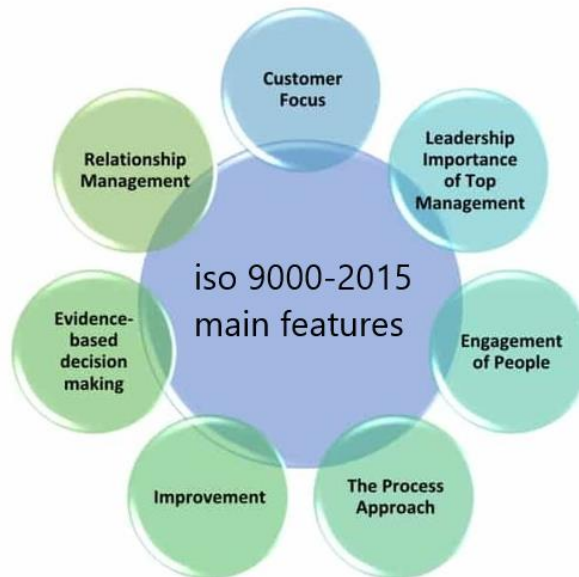 Customer
Focus
Leadership
Importance
of Top
Management
Engagement
of People
The Process
Approach
Improvement
Evidence-
based
decision
making
Relationship
Management
iso 9000-2015
main features